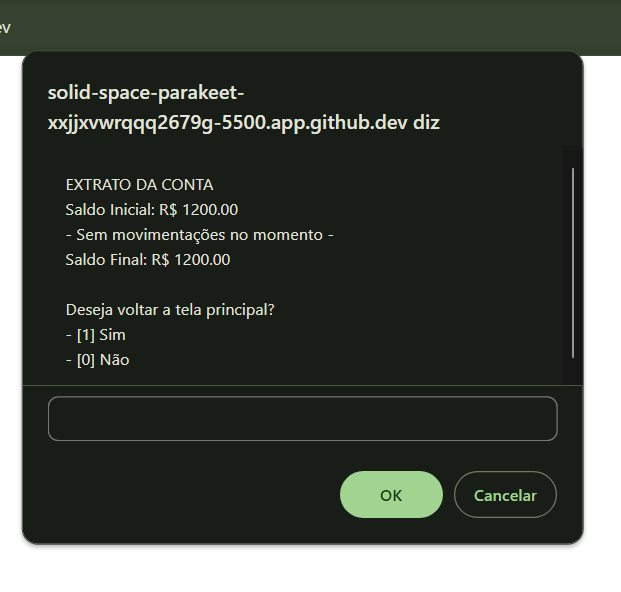 ev
solid-space-parakeet-
xxjjxvwrqqq2679g-5500.app.github.dev diz
EXTRATO DA CONTA
Saldo Inicial: R$ 1200.00
- Sem movimentações no momento -
Saldo Final: R$ 1200.00
Deseja voltar a tela principal?
- [1] Sim
- [0] Não
OK
Cancelar